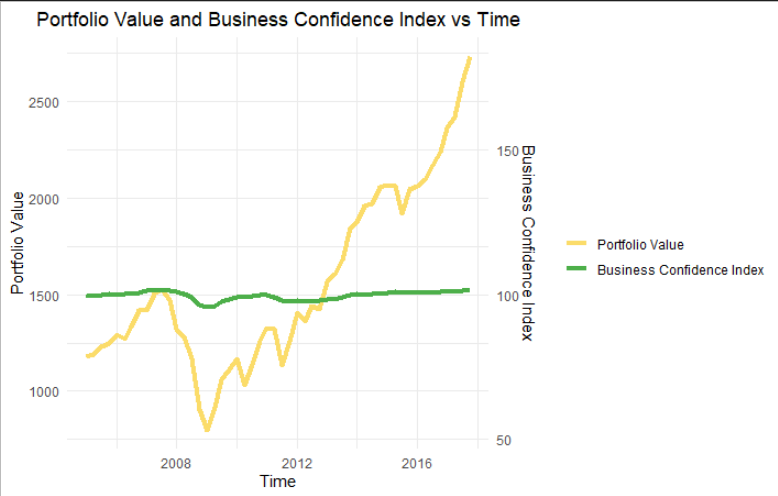 Portfolio Value and Business Confidence Index vs Time
Portfolio Value
2500
2000
1500
1000
150
100
50
Business Confidence Index
2008
2012
2016
Time
Portfolio Value
Business Confidence Index